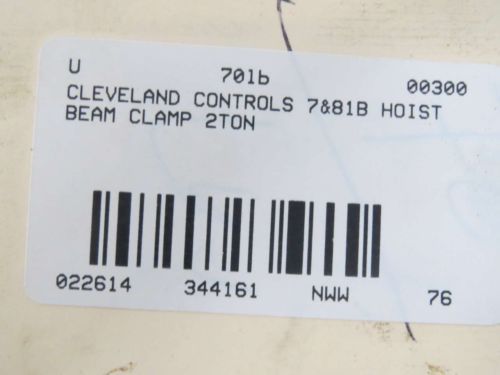 U 701b 00300
CLEVELAND CONTROLS 7&81B HOIST
BEAM CLAMP 2TON
022614 344161 NWW 76